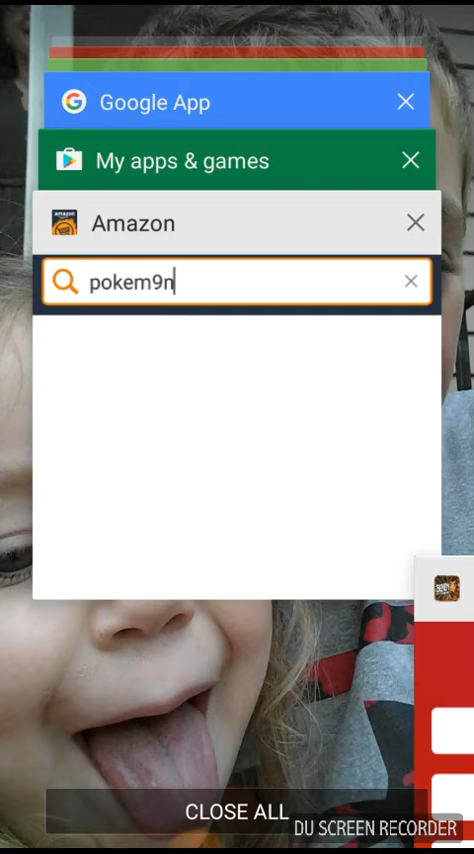 Google App
My apps & games
Amazon
pokem9n
CLOSE ALL
DU SCREEN RECORDER